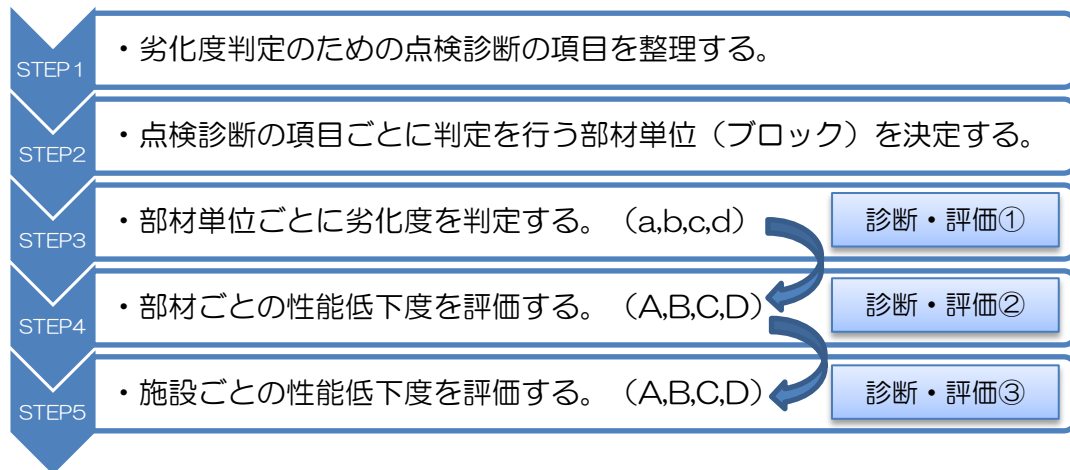 STEP1
・劣化度判定のための点検診断の項目を整理する。
STEP2
・点検診断の項目ごとに判定を行う部材単位（ブロック）を決定する。
STEP3
・部材単位ごとに劣化度を判定する。（a,b,c,d）
診断・評価①
STEP4
・部材ごとの性能低下度を評価する。（A,B,C,D）
診断・評価②
STEP5
・施設ごとの性能低下度を評価する。（A,B,C,D）
診断・評価③